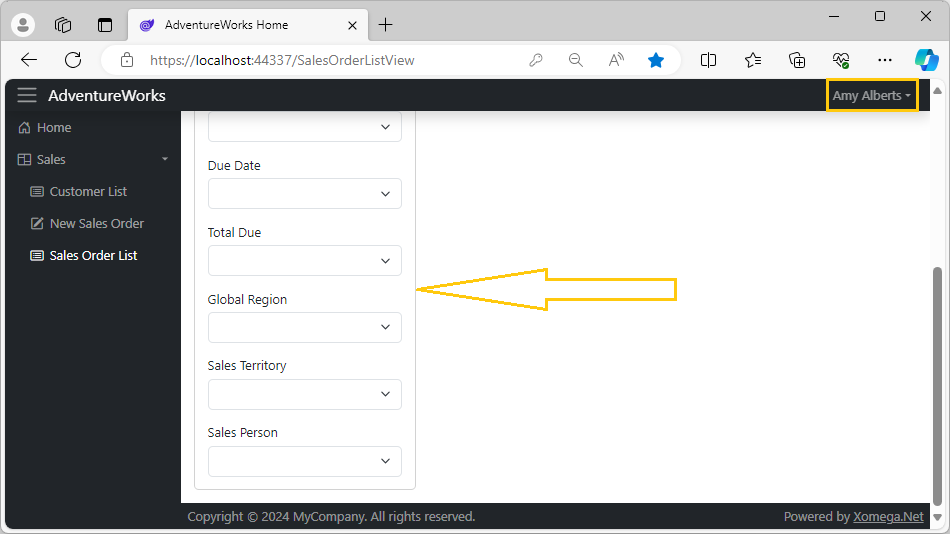 AdventureWorks Home
https://localhost:44337/SalesOrderListView
AdventureWorks
Amy Alberts
Home
Sales
Customer List
New Sales Order
Sales Order List
Due Date
Total Due
Global Region
Sales Territory
Sales Person
Copyright © 2024 MyCompany. All rights reserved.
Powered by Xomega.Net